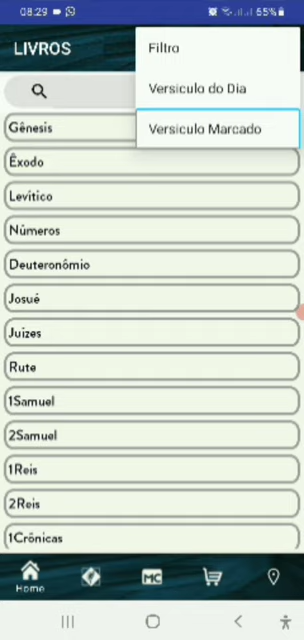 08:29
65%
LIVROS
Filtro
Versiculo do Dia
Versiculo Marcado
Gênesis
Êxodo
Levítico
Números
Deuteronômio
Josué
Juizes
Rute
1Samuel
2Samuel
1Reis
2Reis
1Crônicas
MC
Home